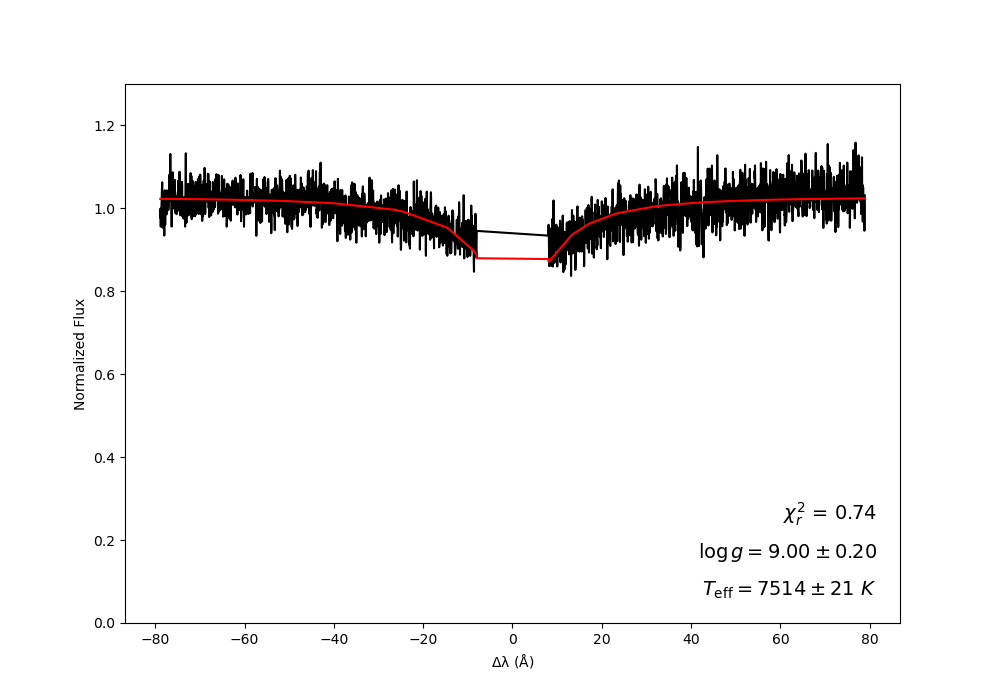 1.2
1.0
0.8
0.6
0.4
0.2
0.0
Normalized Flux
χ²ᵣ = 0.74
log g = 9.00 ± 0.20
T_eff = 7514 ± 21 K
−80 −60 −40 −20 0 20 40 60 80
Δλ (Å)